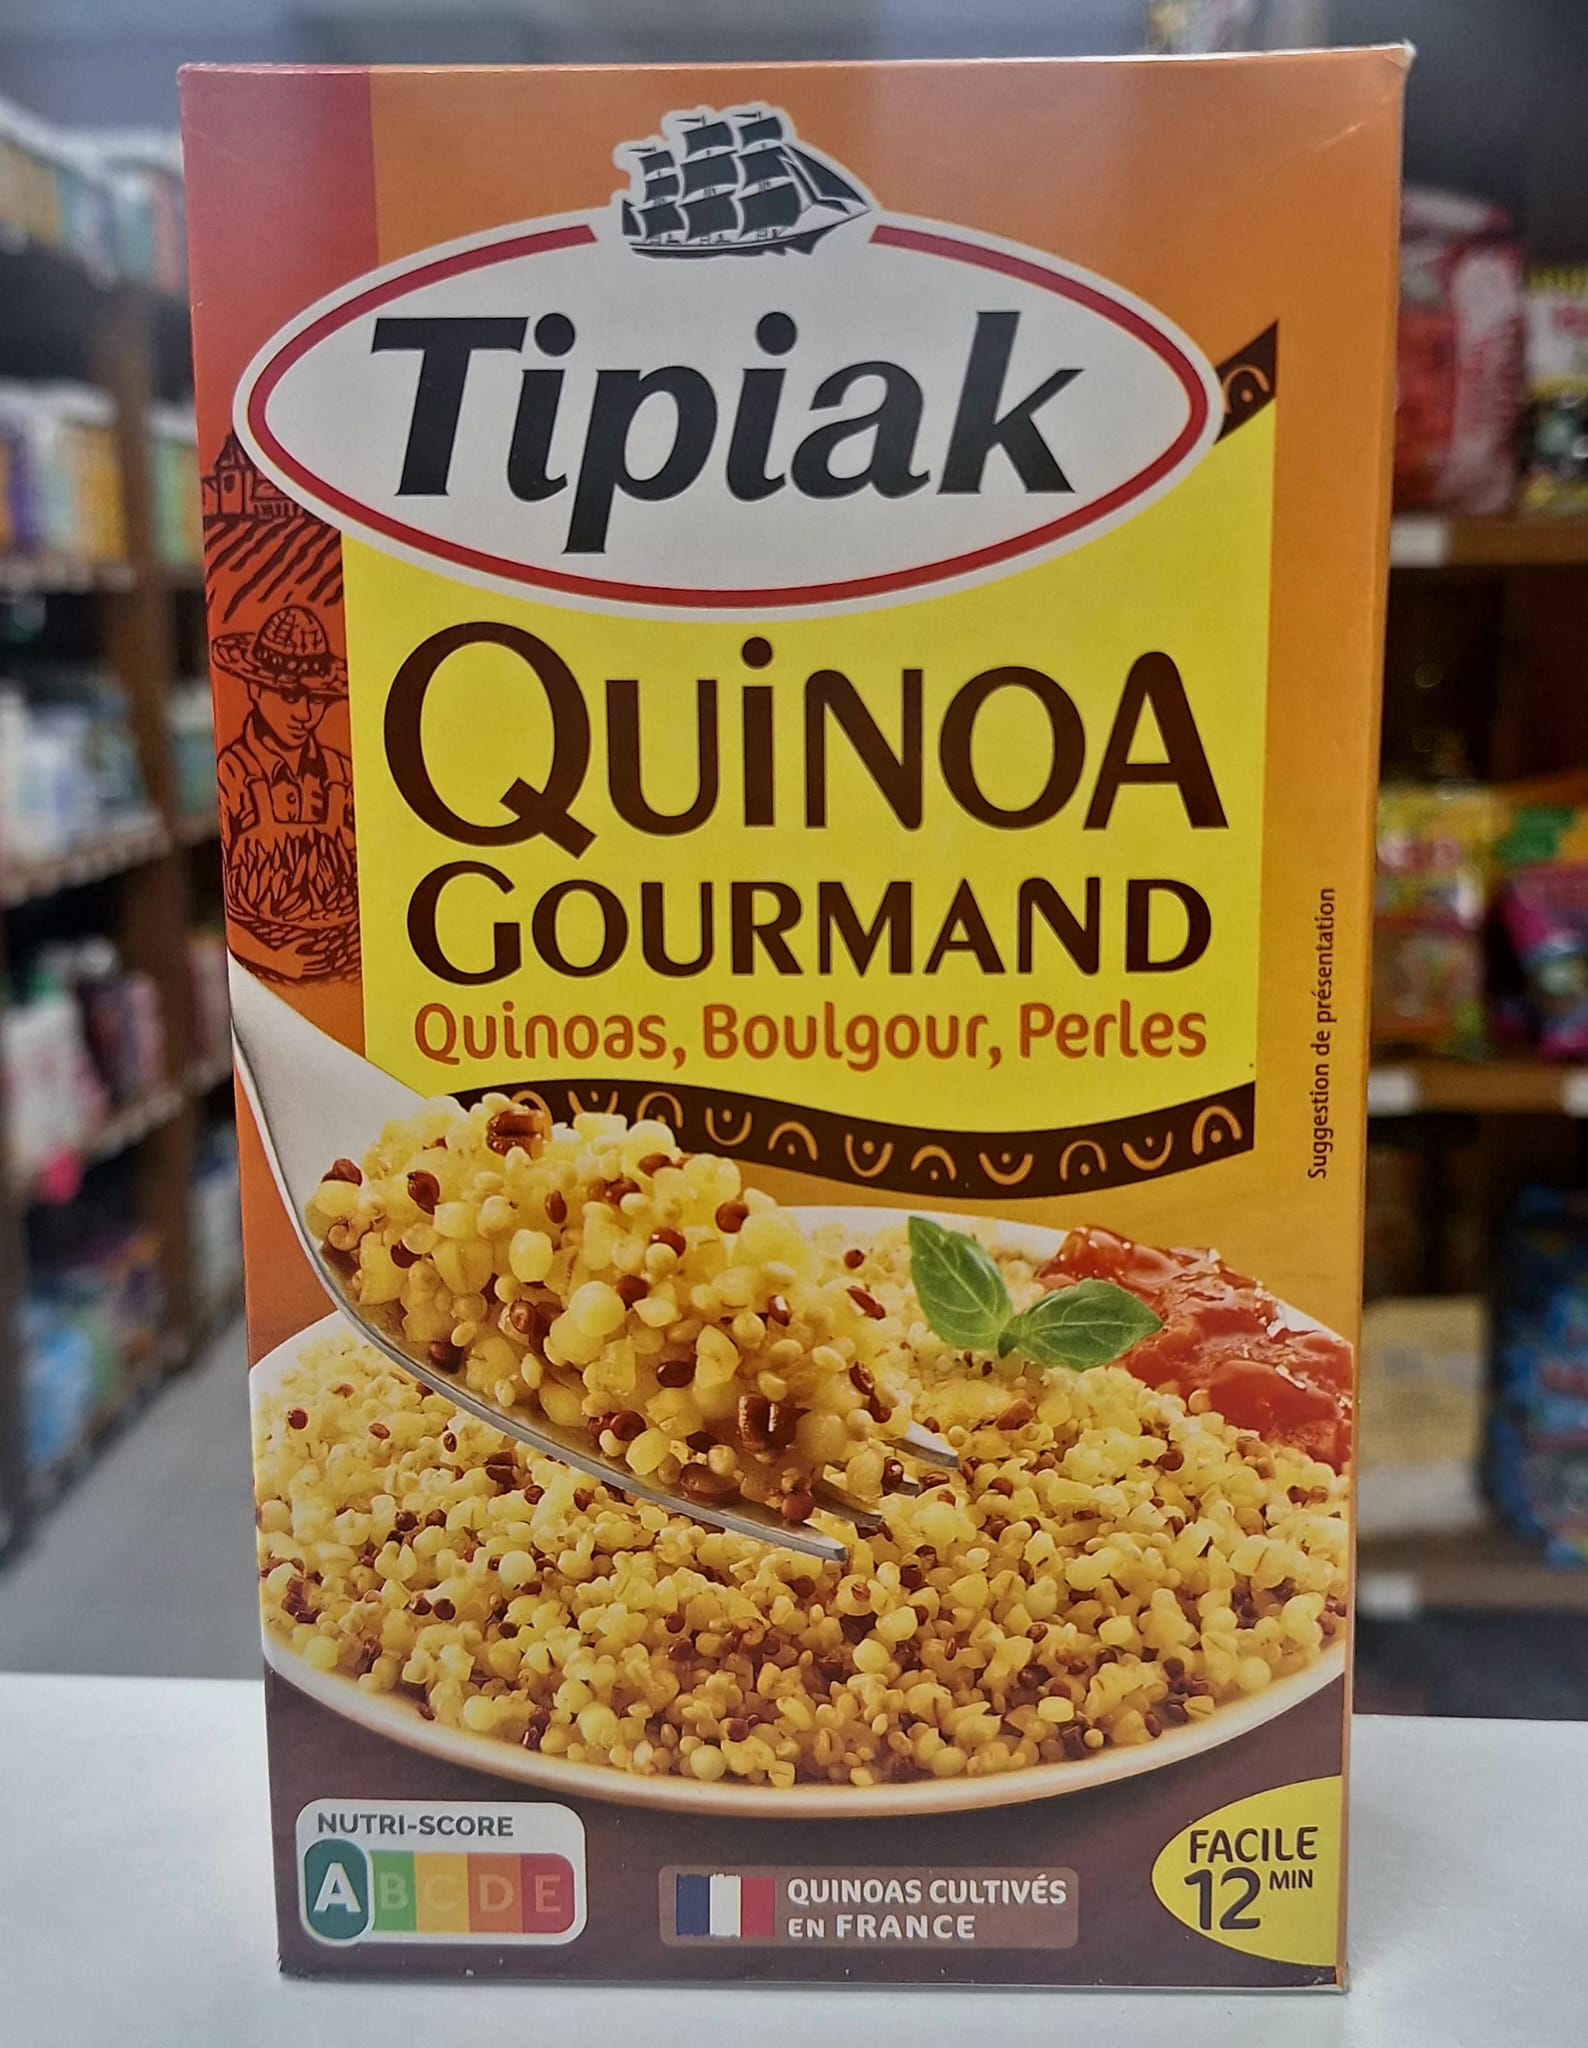 Tipiak
QUiNOA
GOURMAND
Quinoas, Boulgour, Perles
Suggestion de présentation
NUTRI-SCORE
A B C D E
QUINOAS CULTIVÉS
EN FRANCE
FACILE
12 MIN